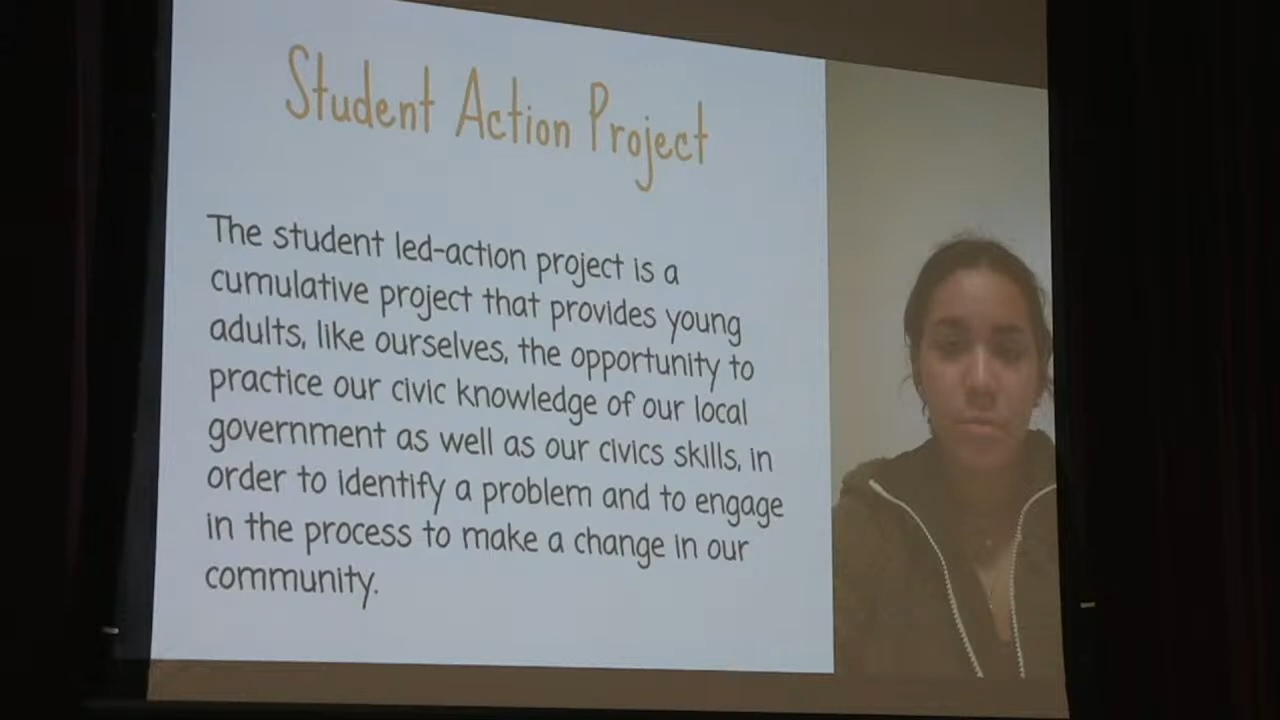 Student Action Project
The student led-action project is a
cumulative project that provides young
adults, like ourselves, the opportunity to
practice our civic knowledge of our local
government as well as our civics skills, in
order to identify a problem and to engage
in the process to make a change in our
community.